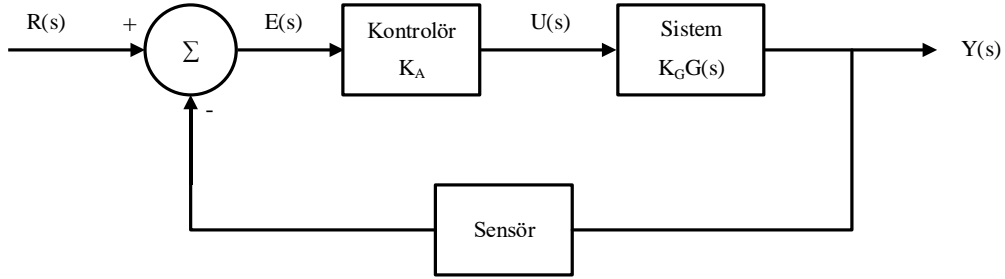 R(s)
+
Σ
-
E(s)
Kontrolör
K_A
U(s)
Sistem
K_GG(s)
Y(s)
Sensör